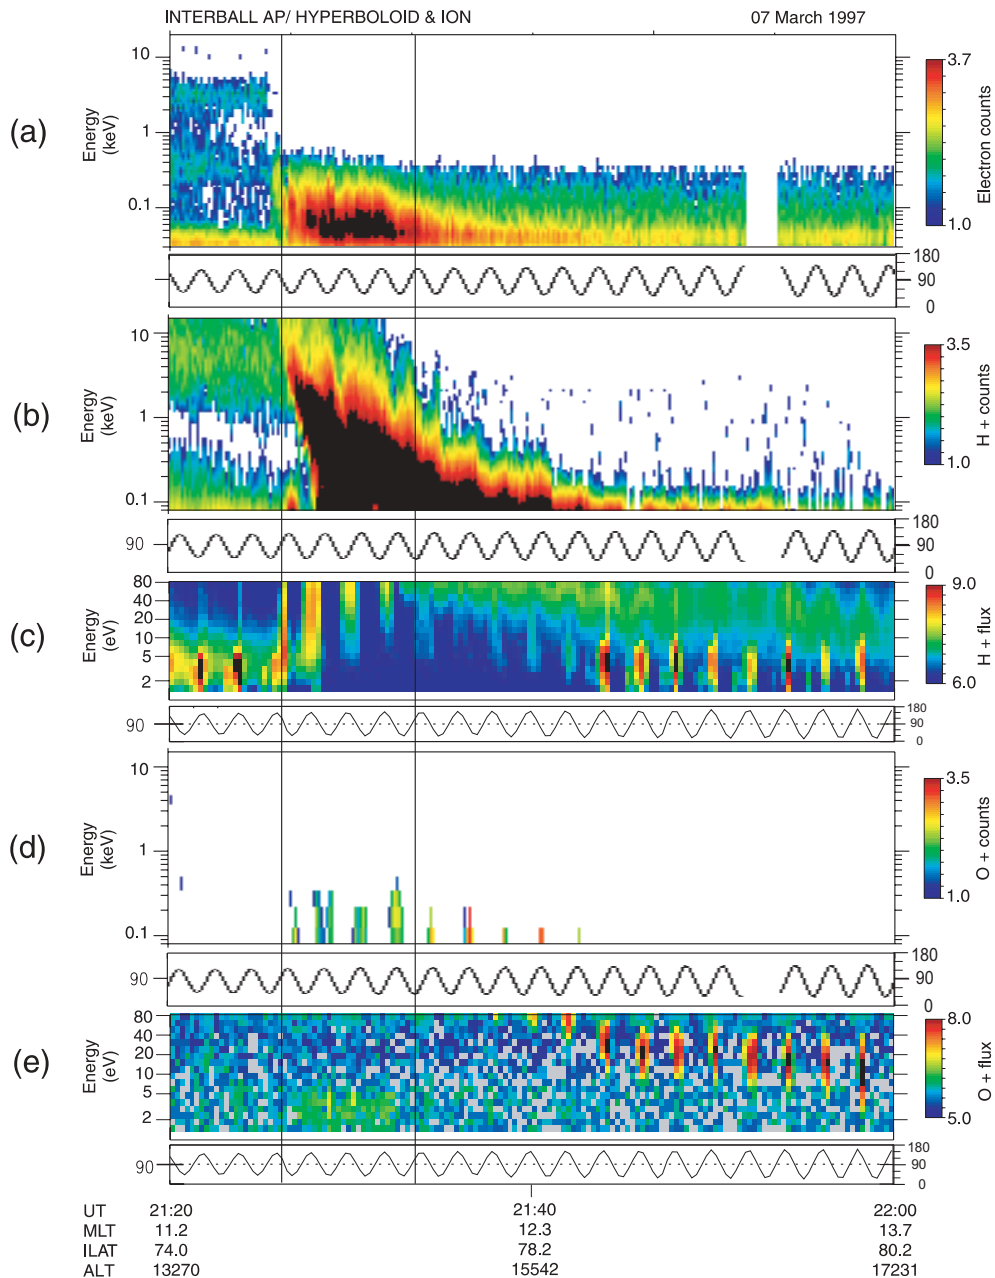 INTERBALL AP/ HYPERBOLOID & ION 07 March 1997
(a)
Energy (keV)
10
1
0.1
3.7
1.0
Electron counts
180
90
0
(b)
Energy (keV)
10
1
0.1
3.5
1.0
H + counts
90
180
90
0
(c)
Energy (eV)
80
40
20
10
5
2
9.0
6.0
H + flux
90
180
90
0
(d)
Energy (keV)
10
1
0.1
3.5
1.0
O + counts
90
180
90
0
(e)
Energy (eV)
80
40
20
10
5
2
8.0
5.0
O + flux
90
180
90
0
UT 21:20 21:40 22:00
MLT 11.2 12.3 13.7
ILAT 74.0 78.2 80.2
ALT 13270 15542 17231